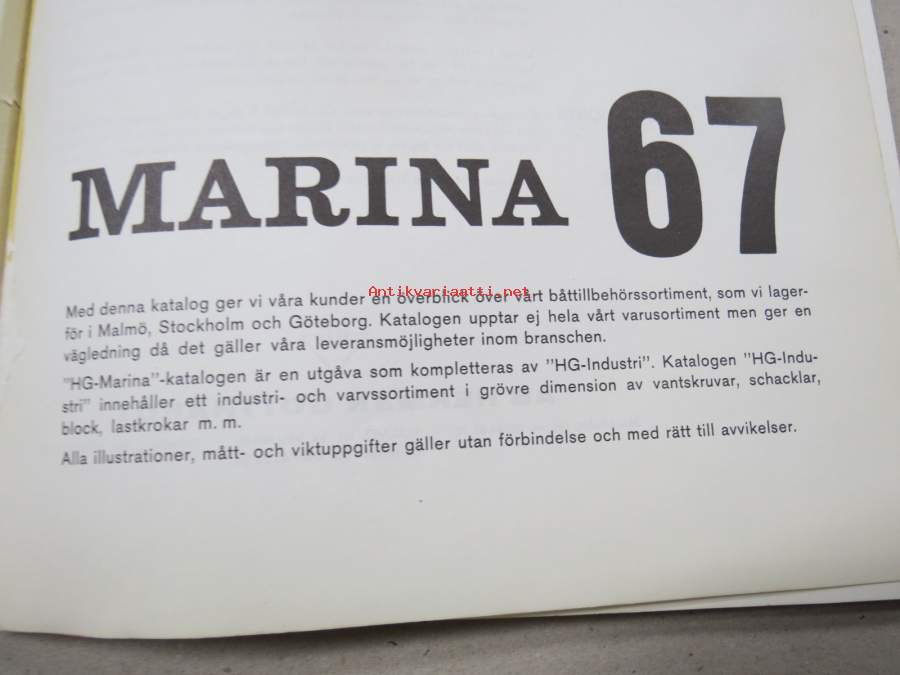 MARINA 67
Antikvariaatti.net
Med denna katalog ger vi våra kunder en överblick över vårt båttillbehörssortiment, som vi lager-
för i Malmö, Stockholm och Göteborg. Katalogen upptar ej hela vårt varusortiment men ger en
vägledning då det gäller våra leveransmöjligheter inom branschen.
"HG-Marina"-katalogen är en utgåva som kompletteras av "HG-Industri". Katalogen "HG-Indu-
stri" innehåller ett industri- och varvssortiment i grövre dimension av vantskruvar, schacklar,
block, lastkrokar m. m.
Alla illustrationer, mått- och viktuppgifter gäller utan förbindelse och med rätt till avvikelser.